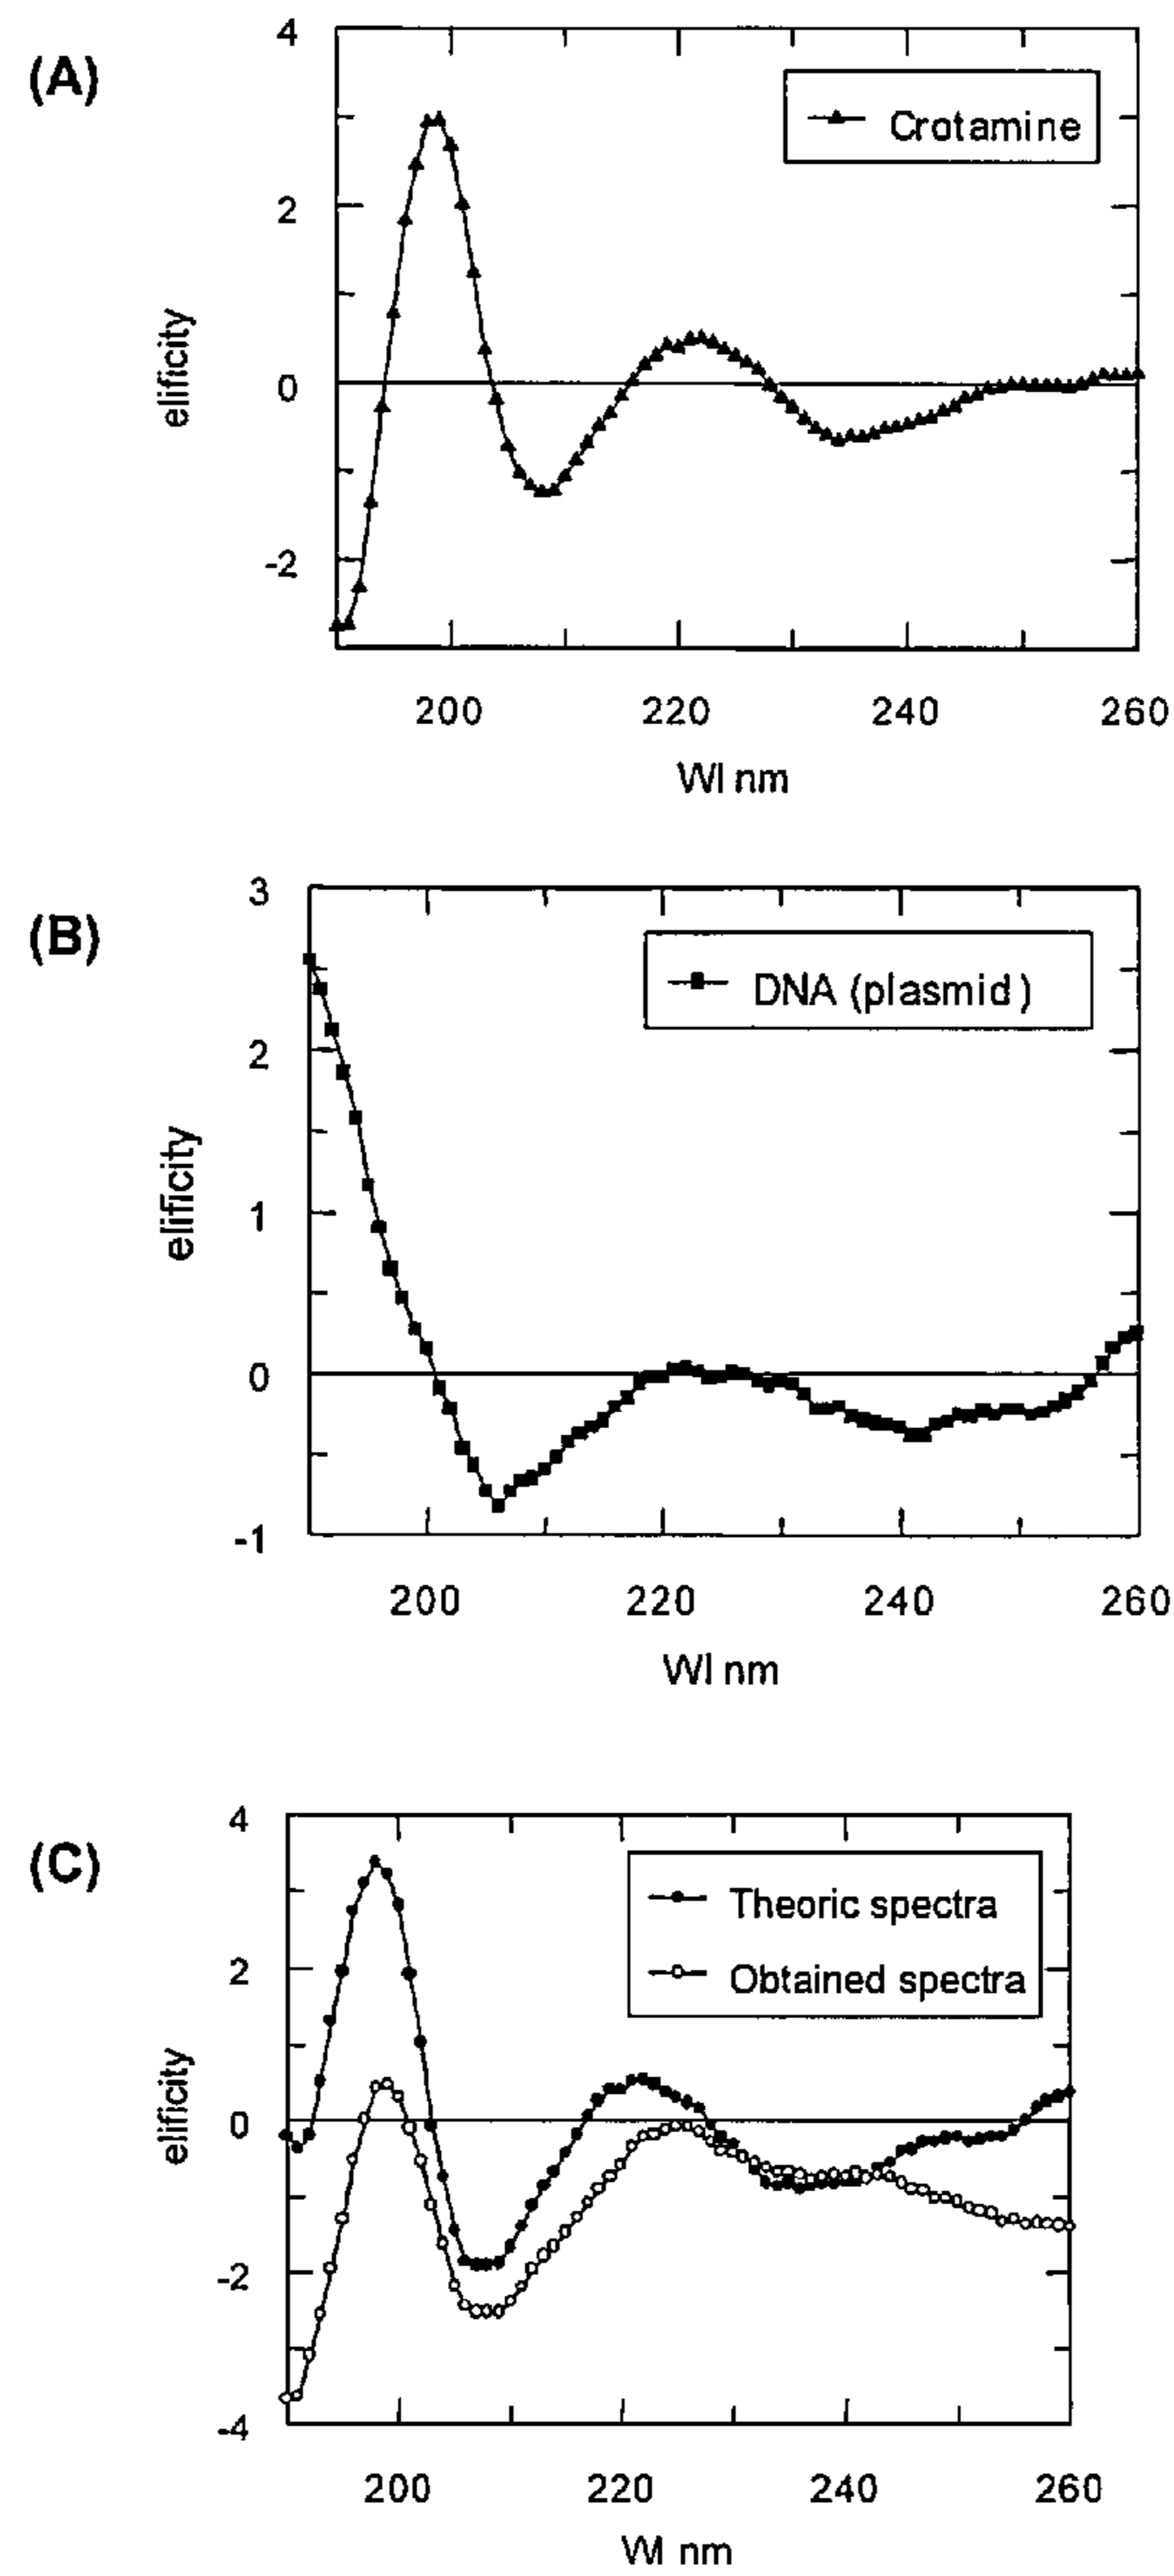 (A)
4
2
0
-2
elificity
Crotamine
200 220 240 260
Wl nm
(B)
3
2
1
0
-1
elificity
DNA (plasmid)
200 220 240 260
Wl nm
(C)
4
2
0
-2
-4
elificity
Theoric spectra
Obtained spectra
200 220 240 260
Wl nm